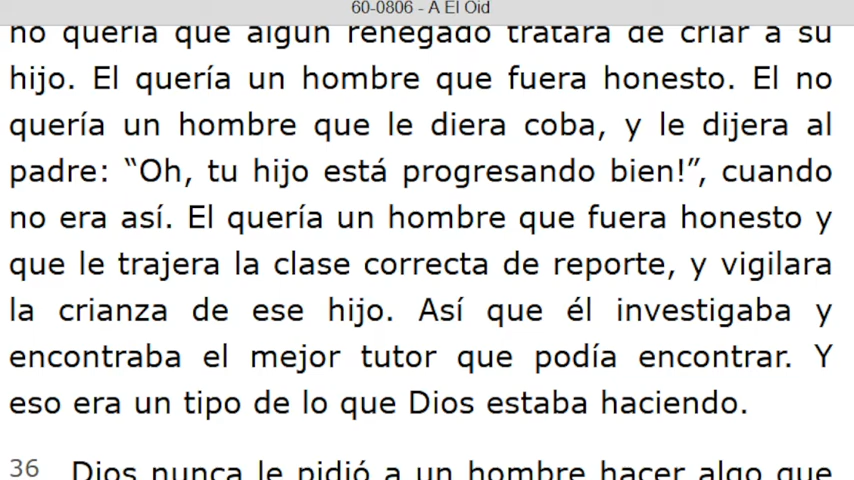 60-0806 - A El Oid
no quería que algún renegado tratara de criar a su
hijo. El quería un hombre que fuera honesto. El no
quería un hombre que le diera coba, y le dijera al
padre: “Oh, tu hijo está progresando bien!”, cuando
no era así. El quería un hombre que fuera honesto y
que le trajera la clase correcta de reporte, y vigilara
la crianza de ese hijo. Así que él investigaba y
encontraba el mejor tutor que podía encontrar. Y
eso era un tipo de lo que Dios estaba haciendo.
36 Dios nunca le pidió a un hombre hacer algo que